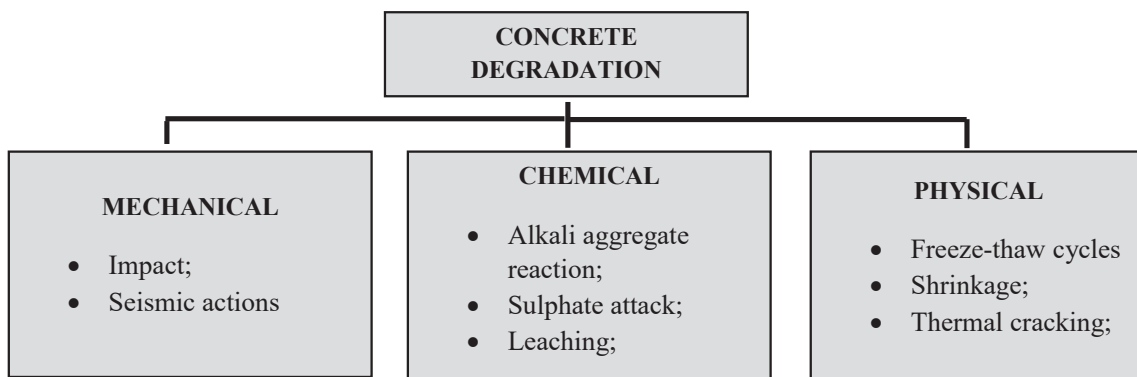 CONCRETE
DEGRADATION
MECHANICAL
• Impact;
• Seismic actions
CHEMICAL
• Alkali aggregate
reaction;
• Sulphate attack;
• Leaching;
PHYSICAL
• Freeze-thaw cycles
• Shrinkage;
• Thermal cracking;